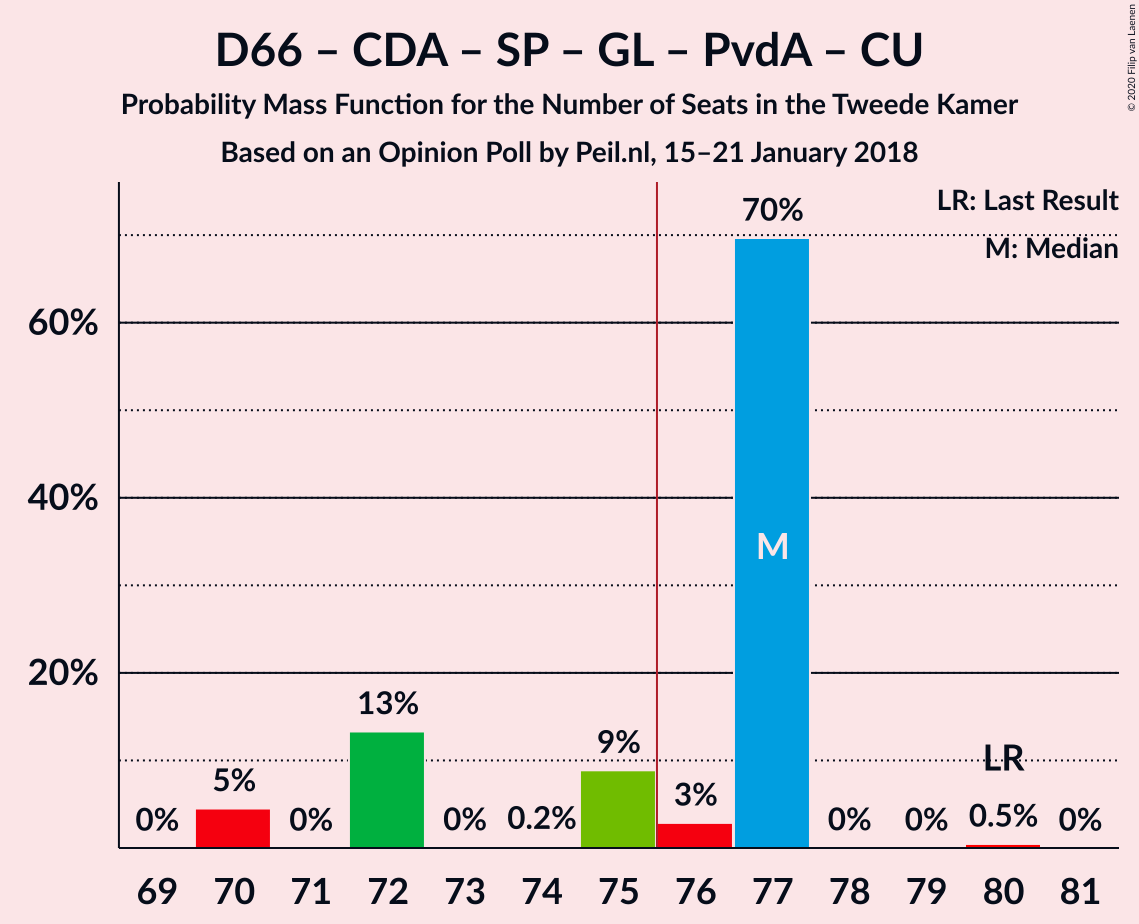 D66 – CDA – SP – GL – PvdA – CU
Probability Mass Function for the Number of Seats in the Tweede Kamer
Based on an Opinion Poll by Peil.nl, 15–21 January 2018
© 2020 Filip van Laenen
LR: Last Result
M: Median
70%
60%
40%
M
20%
13%
9%
LR
5%
3%
0%
0%
0%
0.2%
0%
0%
0.5%
0%
69 70 71 72 73 74 75 76 77 78 79 80 81